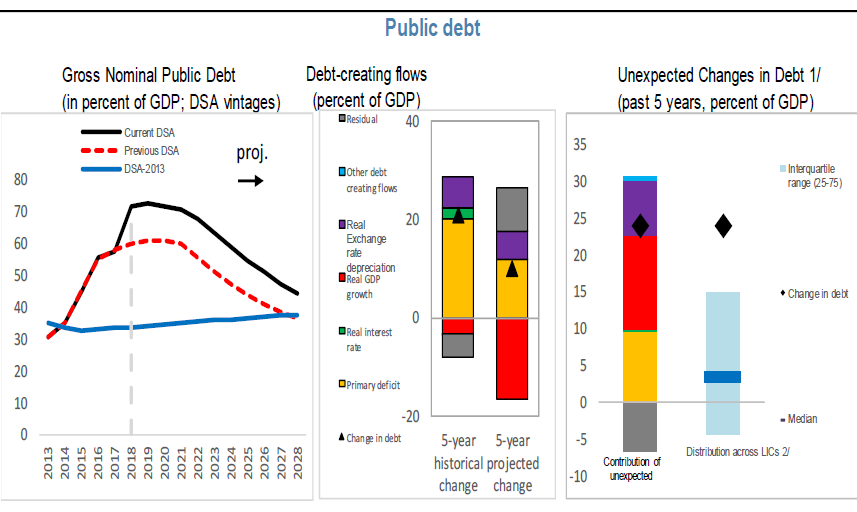 Public debt
Gross Nominal Public Debt
(in percent of GDP; DSA vintages)
Current DSA
Previous DSA
DSA-2013
proj.
80
70
60
50
40
30
20
10
0
2013
2014
2015
2016
2017
2018
2019
2020
2021
2022
2023
2024
2025
2026
2027
2028
Debt-creating flows
(percent of GDP)
Residual
Other debt
creating flows
Real
Exchange
rate
depreciation
Real GDP
growth
Real interest
rate
Primary deficit
Change in debt
40
20
0
-20
5-year
historical
change
5-year
projected
change
Unexpected Changes in Debt 1/
(past 5 years, percent of GDP)
35
30
25
20
15
10
5
0
-5
-10
Interquartile
range (25-75)
Change in debt
Median
Contribution of
unexpected
Distribution across LICs 2/